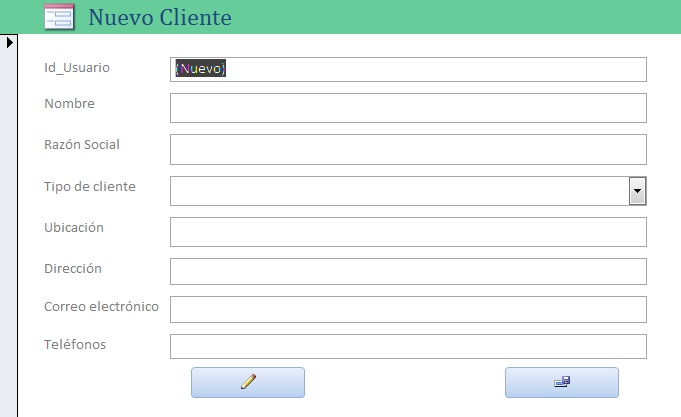 Nuevo Cliente
Id_Usuario (Nuevo)
Nombre
Razón Social
Tipo de cliente
Ubicación
Dirección
Correo electrónico
Teléfonos